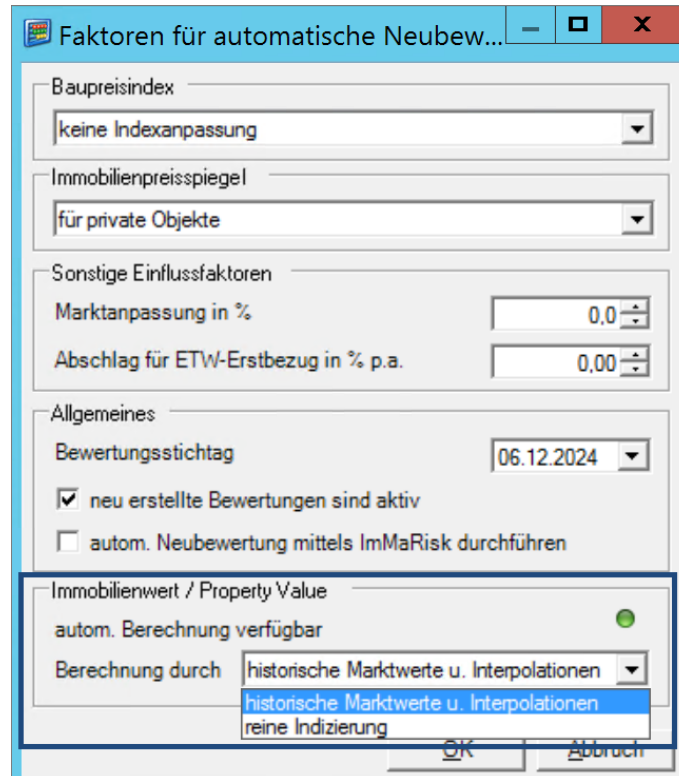 Faktoren für automatische Neubew...
Baupreisindex
keine Indexanpassung
Immobilienpreisspiegel
für private Objekte
Sonstige Einflussfaktoren
Marktanpassung in %
0,0
Abschlag für ETW-Erstbezug in % p.a.
0,00
Allgemeines
Bewertungsstichtag
06.12.2024
neu erstellte Bewertungen sind aktiv
autom. Neubewertung mittels ImMaRisk durchführen
Immobilienwert / Property Value
autom. Berechnung verfügbar
Berechnung durch historische Marktwerte u. Interpolationen
historische Marktwerte u. Interpolationen
reine Indizierung
OK Abbruch